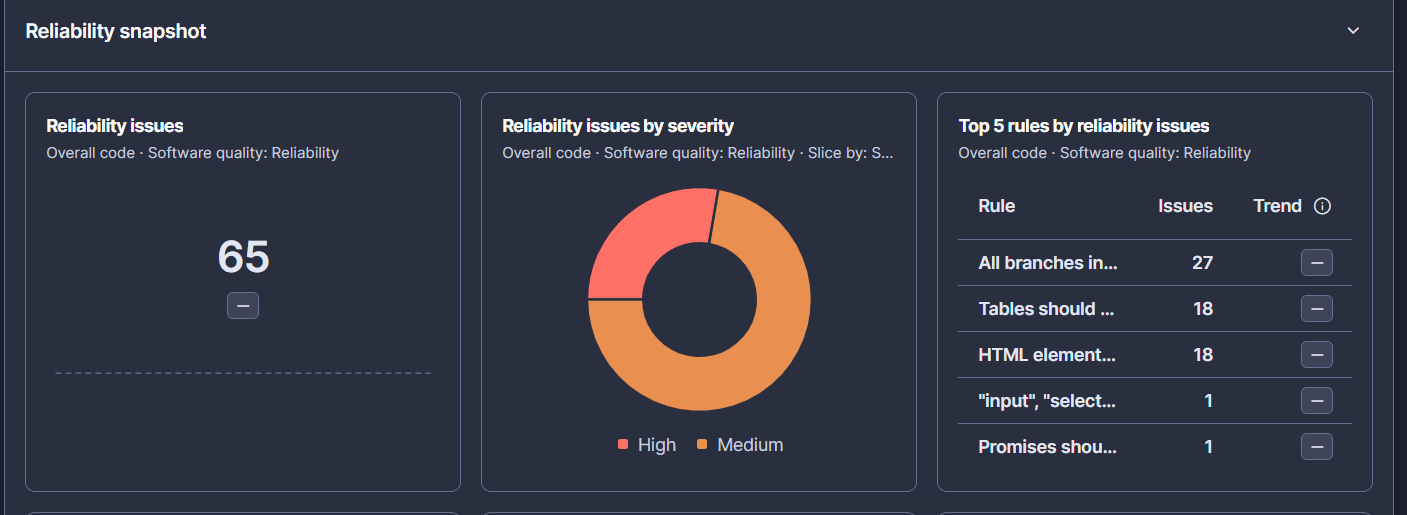 Reliability snapshot
Reliability issues
Overall code · Software quality: Reliability
65
Reliability issues by severity
Overall code · Software quality: Reliability · Slice by: S...
High
Medium
Top 5 rules by reliability issues
Overall code · Software quality: Reliability
Rule Issues Trend
All branches in... 27
Tables should ... 18
HTML element... 18
"input", "select... 1
Promises shou... 1